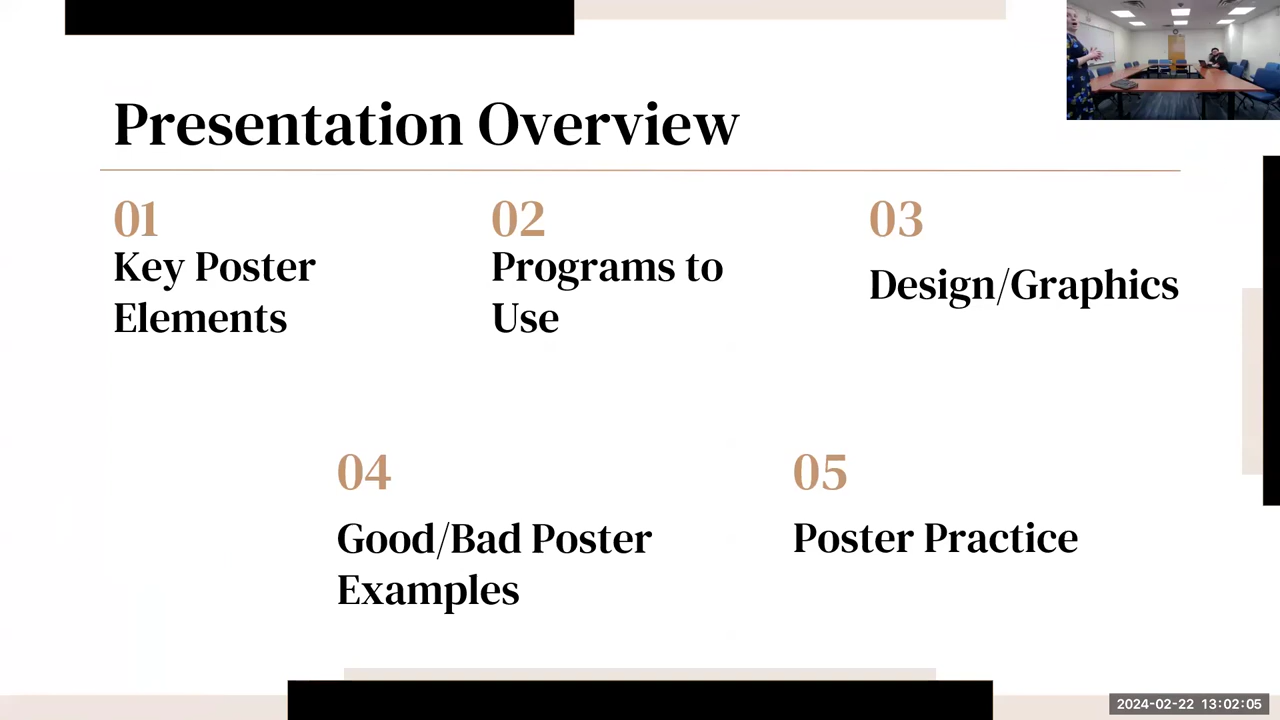 Presentation Overview
01
Key Poster
Elements
02
Programs to
Use
03
Design/Graphics
04
Good/Bad Poster
Examples
05
Poster Practice
2024-02-22 13:02:05